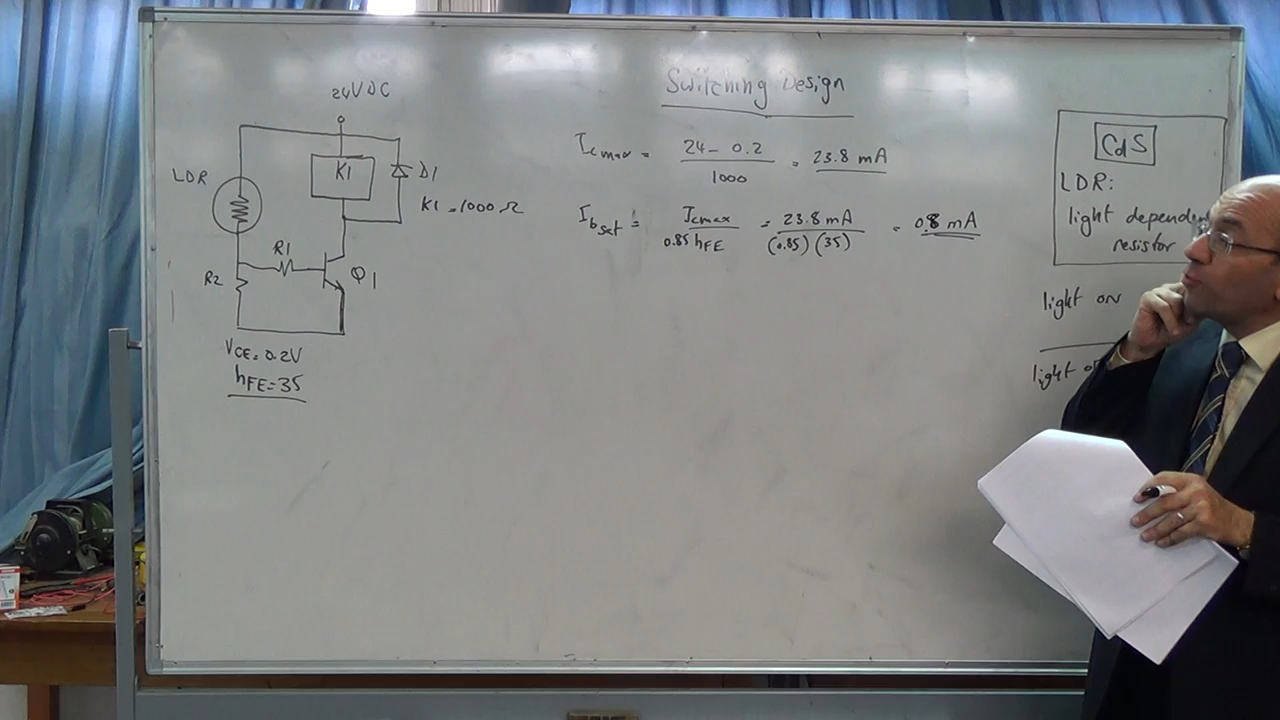 Switching Design
24VDC
LDR
K1
D1
K1 = 1000 Ω
R1
R2
Q1
VCE = 0.2V
hFE = 35
Icmax = 24 - 0.2 / 1000 = 23.8 mA
Ibsat = Icmax / 0.85 hFE = 23.8 mA / (0.85) (35) = 0.8 mA
CdS
LDR:
light
resistor
light on
light